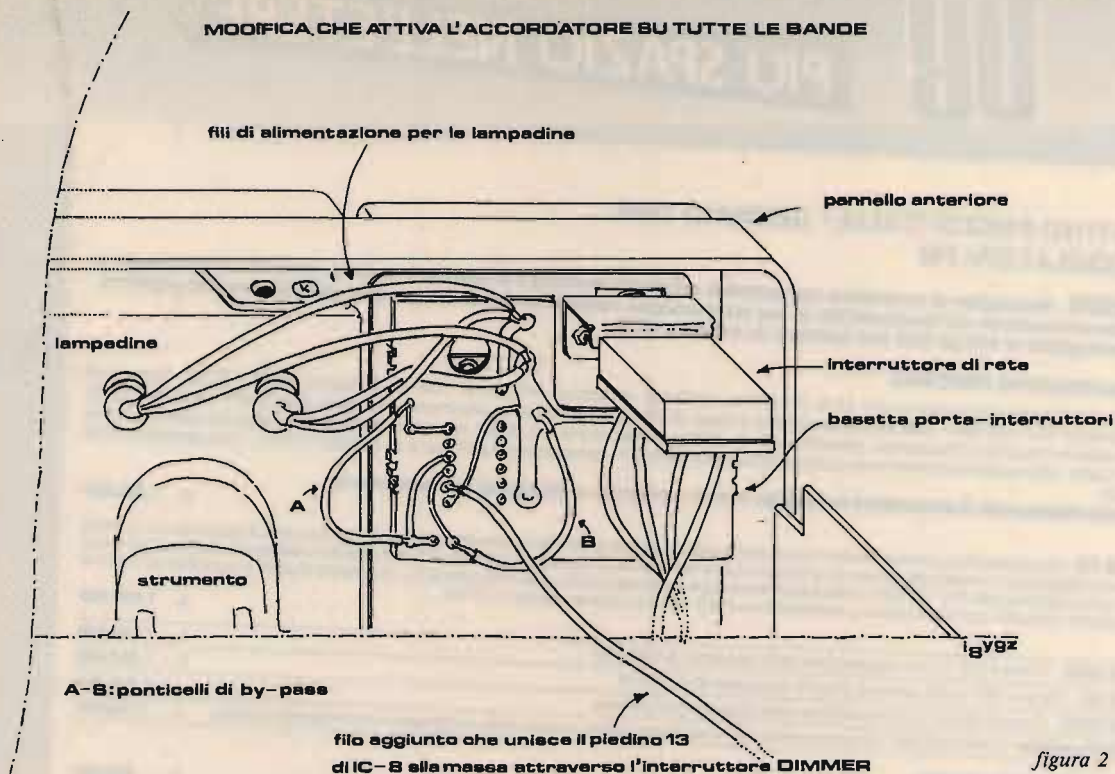 MODIFICA CHE ATTIVA L'ACCORDATORE SU TUTTE LE BANDE
fili di alimentazione per le lampadine
pannello anteriore
k
lampadine
interruttore di rete
basetta porta-interruttori
A
B
strumento
i8ygz
A-B: ponticelli di by-pass
filo aggiunto che unisce il piedino 13
di IC-8 alla massa attraverso l'interruttore DIMMER
figura 2